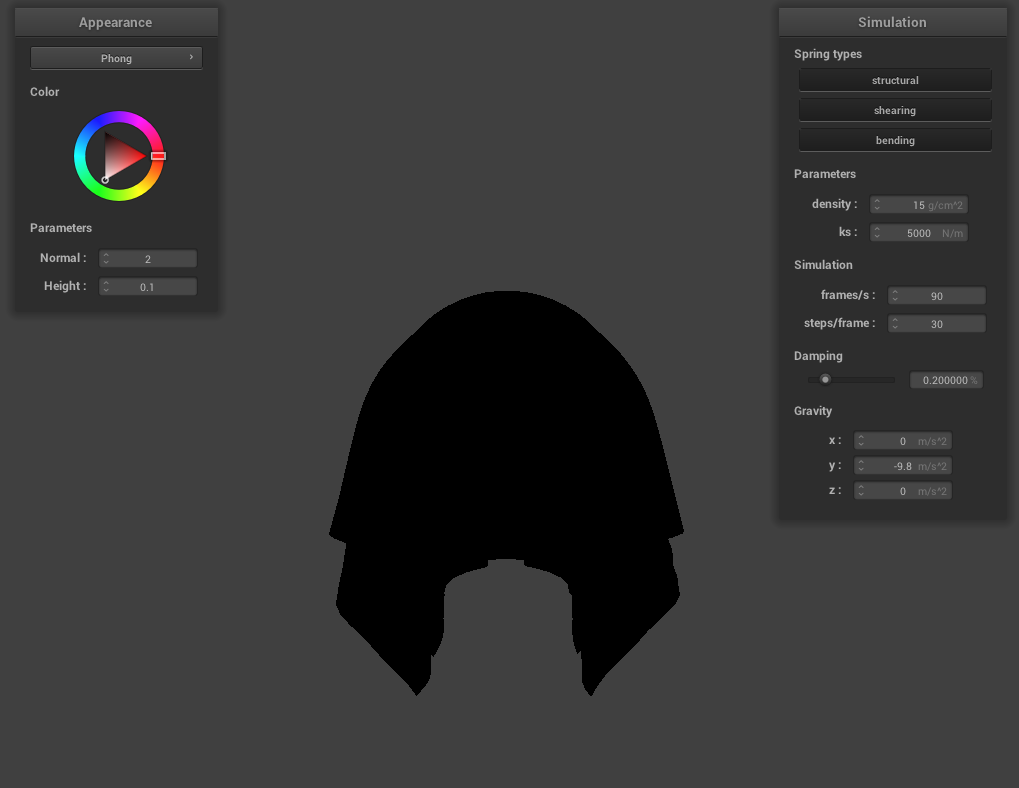 Appearance
Phong
Color
Parameters
Normal : 2
Height : 0.1
Simulation
Spring types
structural
shearing
bending
Parameters
density : 15 g/cm^2
ks : 5000 N/m
Simulation
frames/s : 90
steps/frame : 30
Damping
0.200000 %
Gravity
x : 0 m/s^2
y : -9.8 m/s^2
z : 0 m/s^2